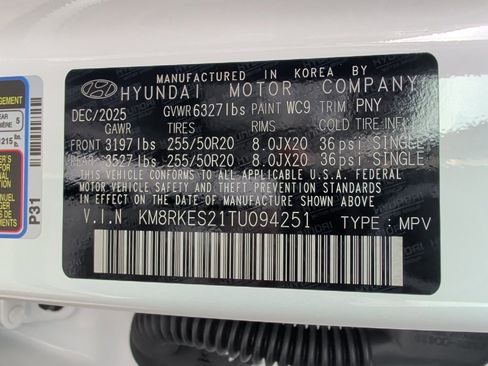 MANUFACTURED IN KOREA BY
HYUNDAI MOTOR COMPANY
DEC/2025 GVWR 6327lbs PAINT WC9 TRIM PNY
GAWR TIRES RIMS COLD TIRE INFL
FRONT 3197lbs 255/50R20 8.0JX20 36psi SINGLE
REAR 3527lbs 255/50R20 8.0JX20 36psi SINGLE
THIS VEHICLE CONFORMS TO ALL APPLICABLE U.S.A. FEDERAL
MOTOR VEHICLE SAFETY, BUMPER, AND THEFT PREVENTION
STANDARDS IN EFFECT ON THE DATE OF MANUFACTURE SHOWN ABOVE
V.I.N KM8RKES21TU094251 TYPE: MPV
P31